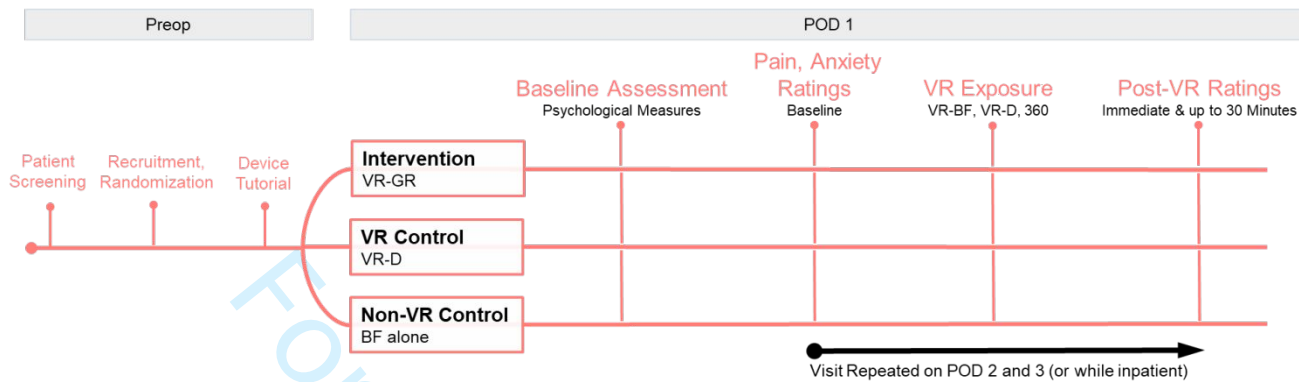 Preop
POD 1
Patient
Screening
Recruitment,
Randomization
Device
Tutorial
Intervention
VR-GR
VR Control
VR-D
Non-VR Control
BF alone
Baseline Assessment
Psychological Measures
Pain, Anxiety
Ratings
Baseline
VR Exposure
VR-BF, VR-D, 360
Post-VR Ratings
Immediate & up to 30 Minutes
Visit Repeated on POD 2 and 3 (or while inpatient)
For